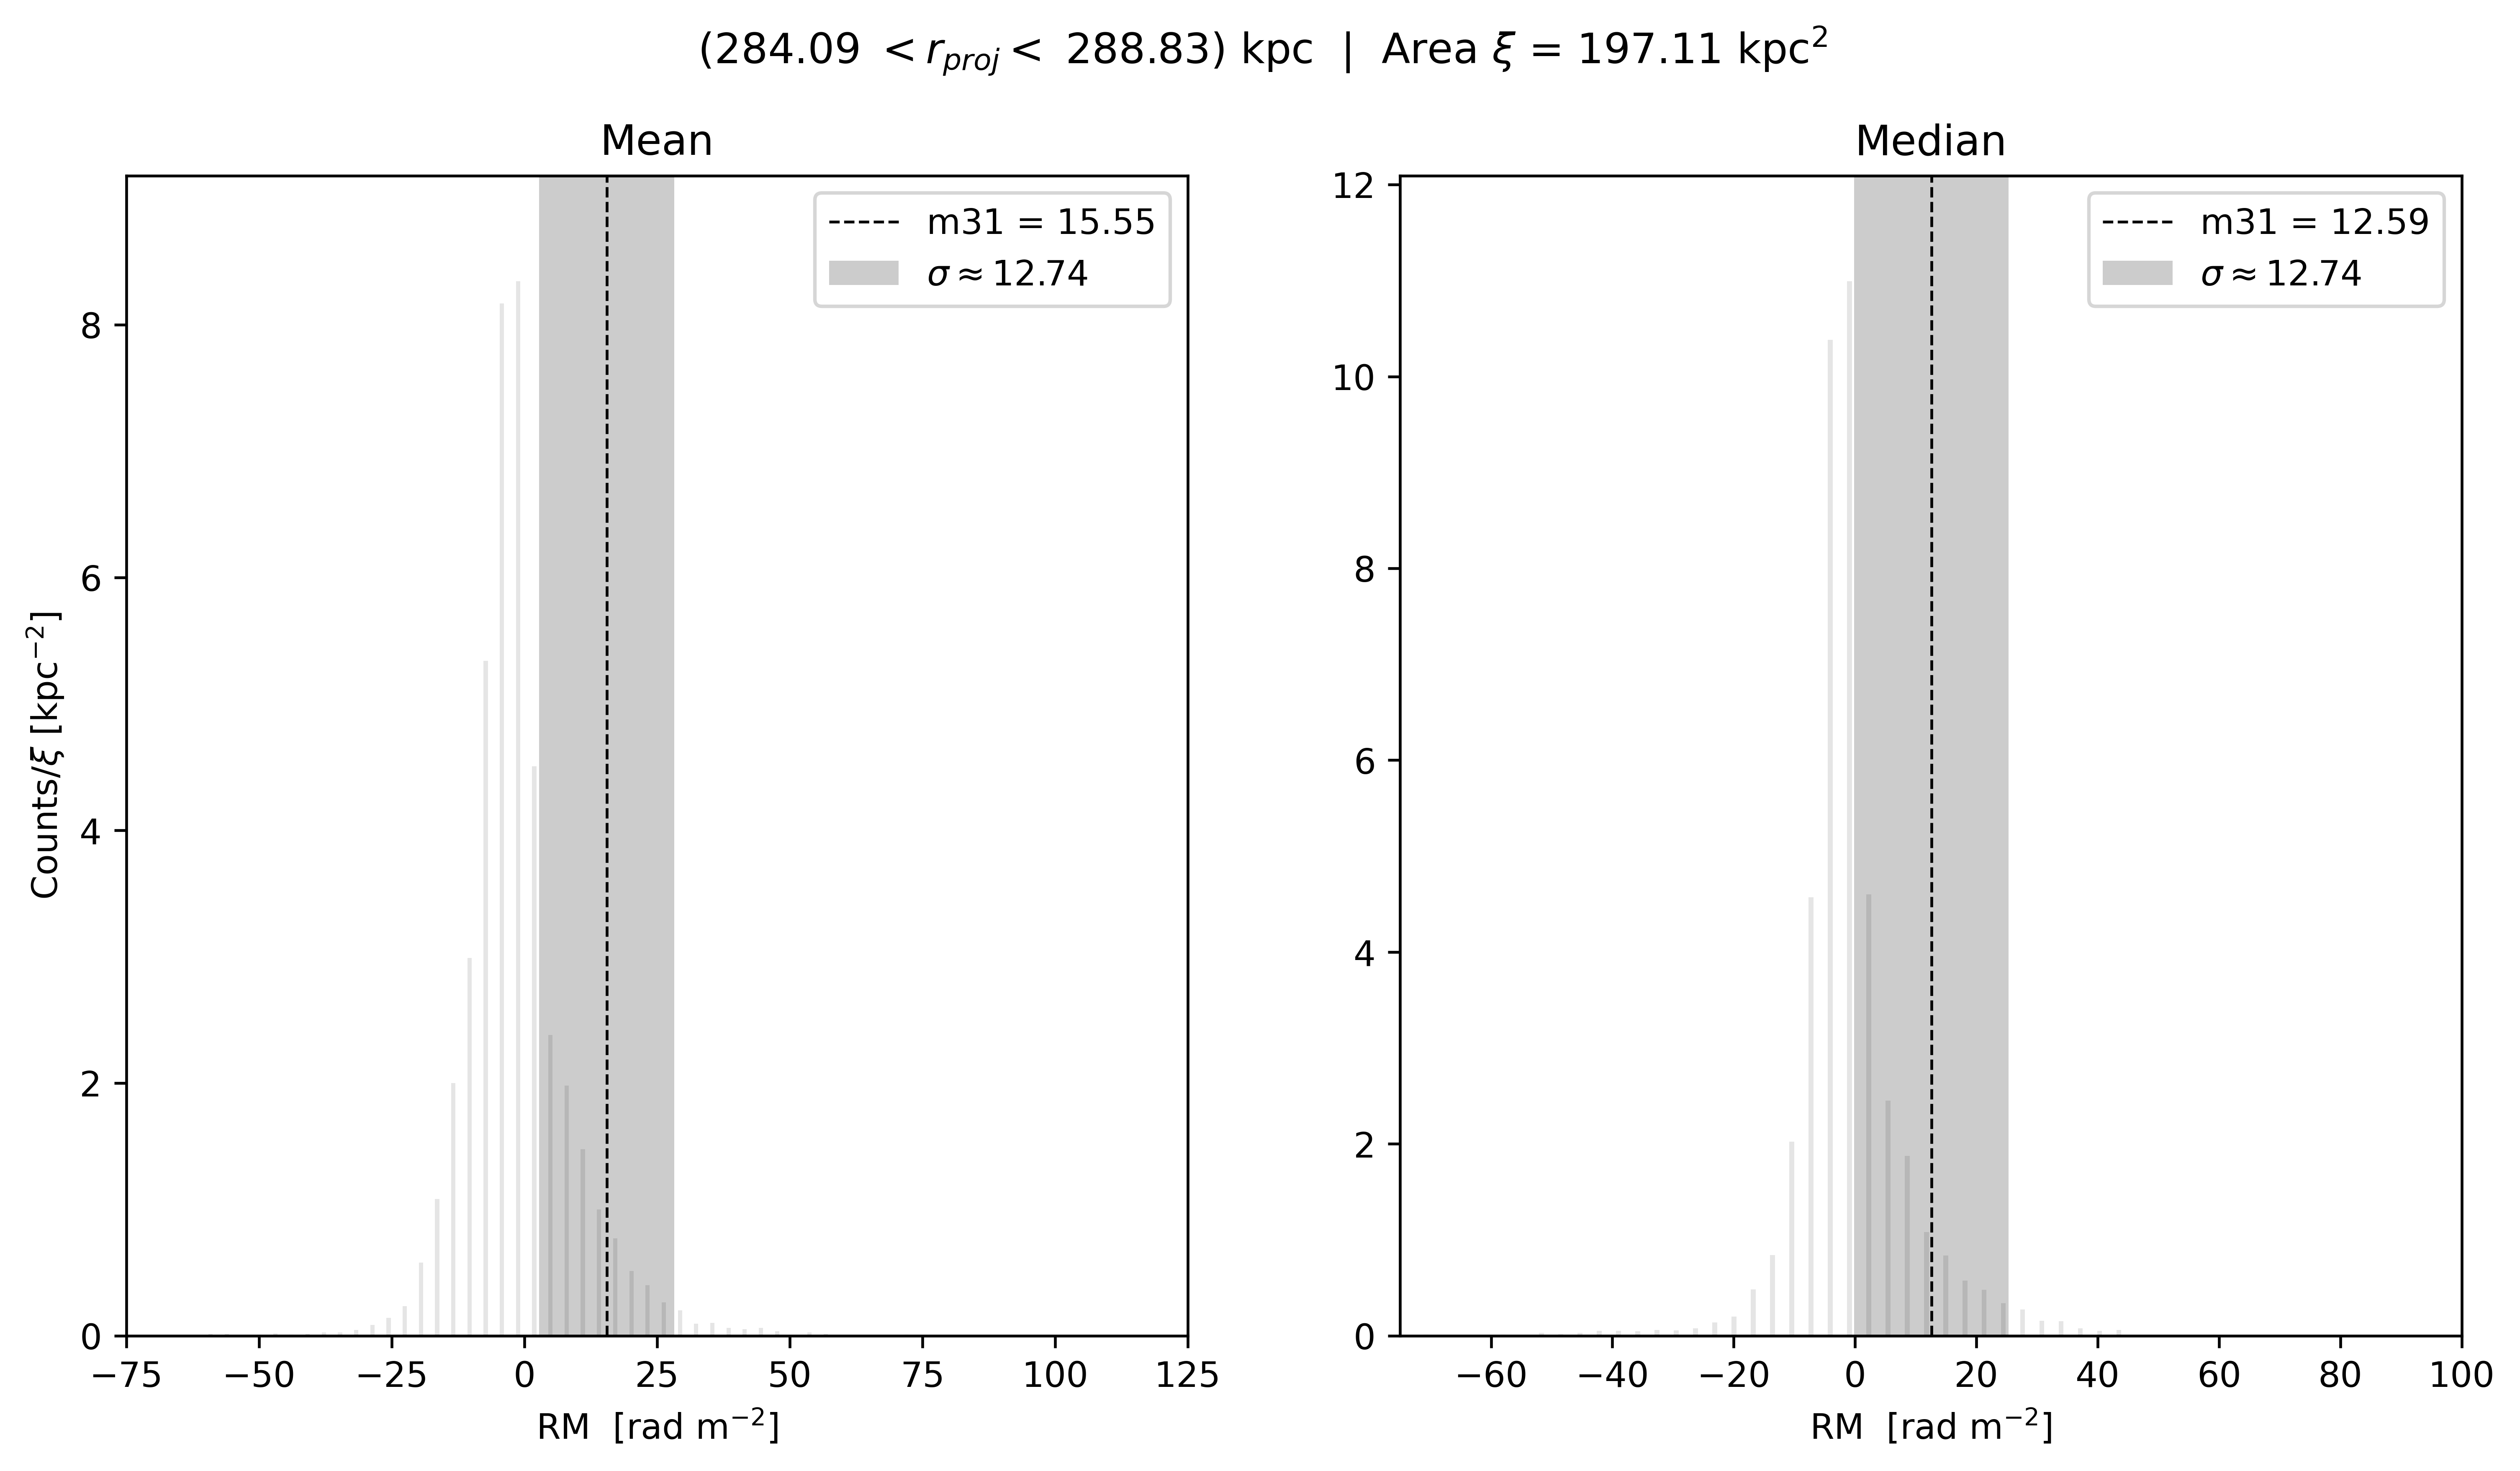 (284.09 < r_proj < 288.83) kpc | Area ξ = 197.11 kpc²
Mean
m31 = 15.55
σ ≈ 12.74
8
6
4
2
0
Counts/ξ [kpc⁻²]
−75 −50 −25 0 25 50 75 100 125
RM [rad m⁻²]
Median
m31 = 12.59
σ ≈ 12.74
12
10
8
6
4
2
0
−60 −40 −20 0 20 40 60 80 100
RM [rad m⁻²]